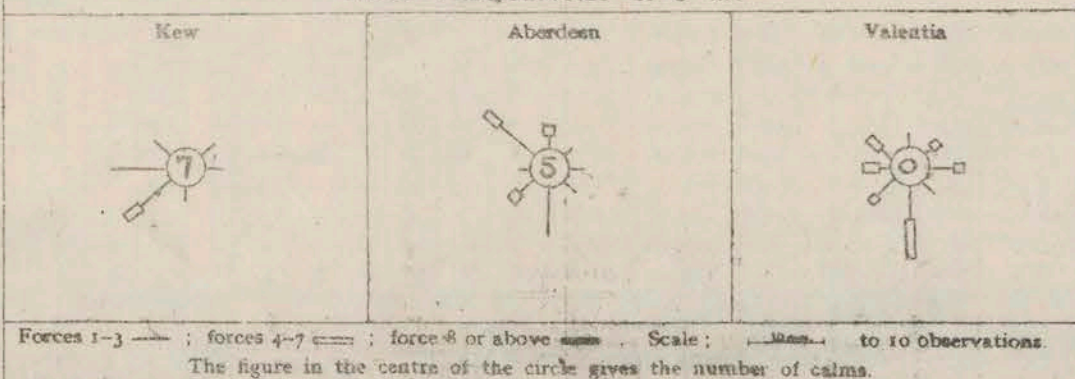 Kew
Aberdeen
Valentia
7
5
0
Forces 1-3 ; forces 4-7 ; force 8 or above . Scale : to 10 observations.
The figure in the centre of the circle gives the number of calms.